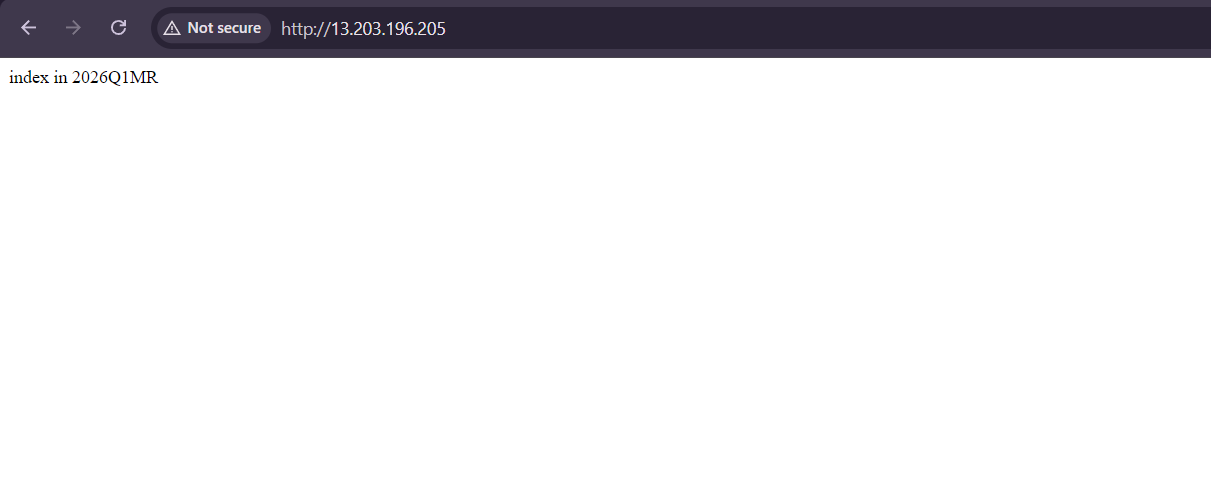 Not secure http://13.203.196.205
index in 2026Q1MR